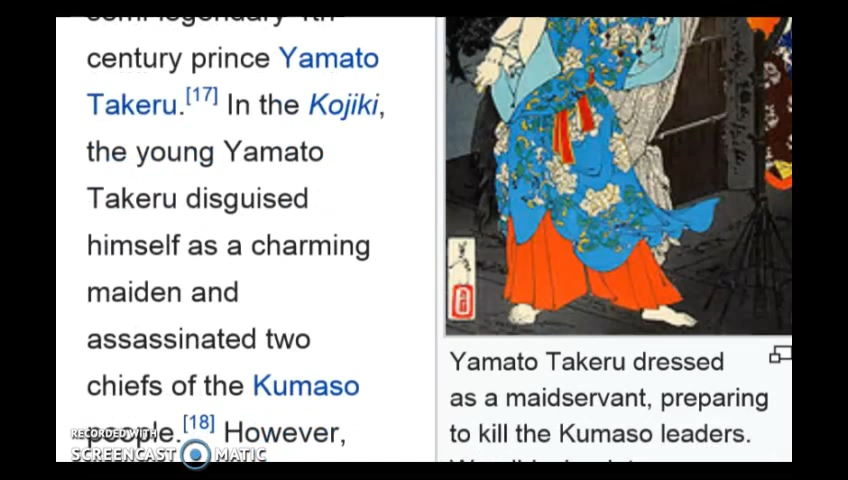 century prince Yamato
Takeru.[17] In the Kojiki,
the young Yamato
Takeru disguised
himself as a charming
maiden and
assassinated two
chiefs of the Kumaso
people.[18] However,
Yamato Takeru dressed
as a maidservant, preparing
to kill the Kumaso leaders.
RECORDED WITH
SCREENCAST MATIC